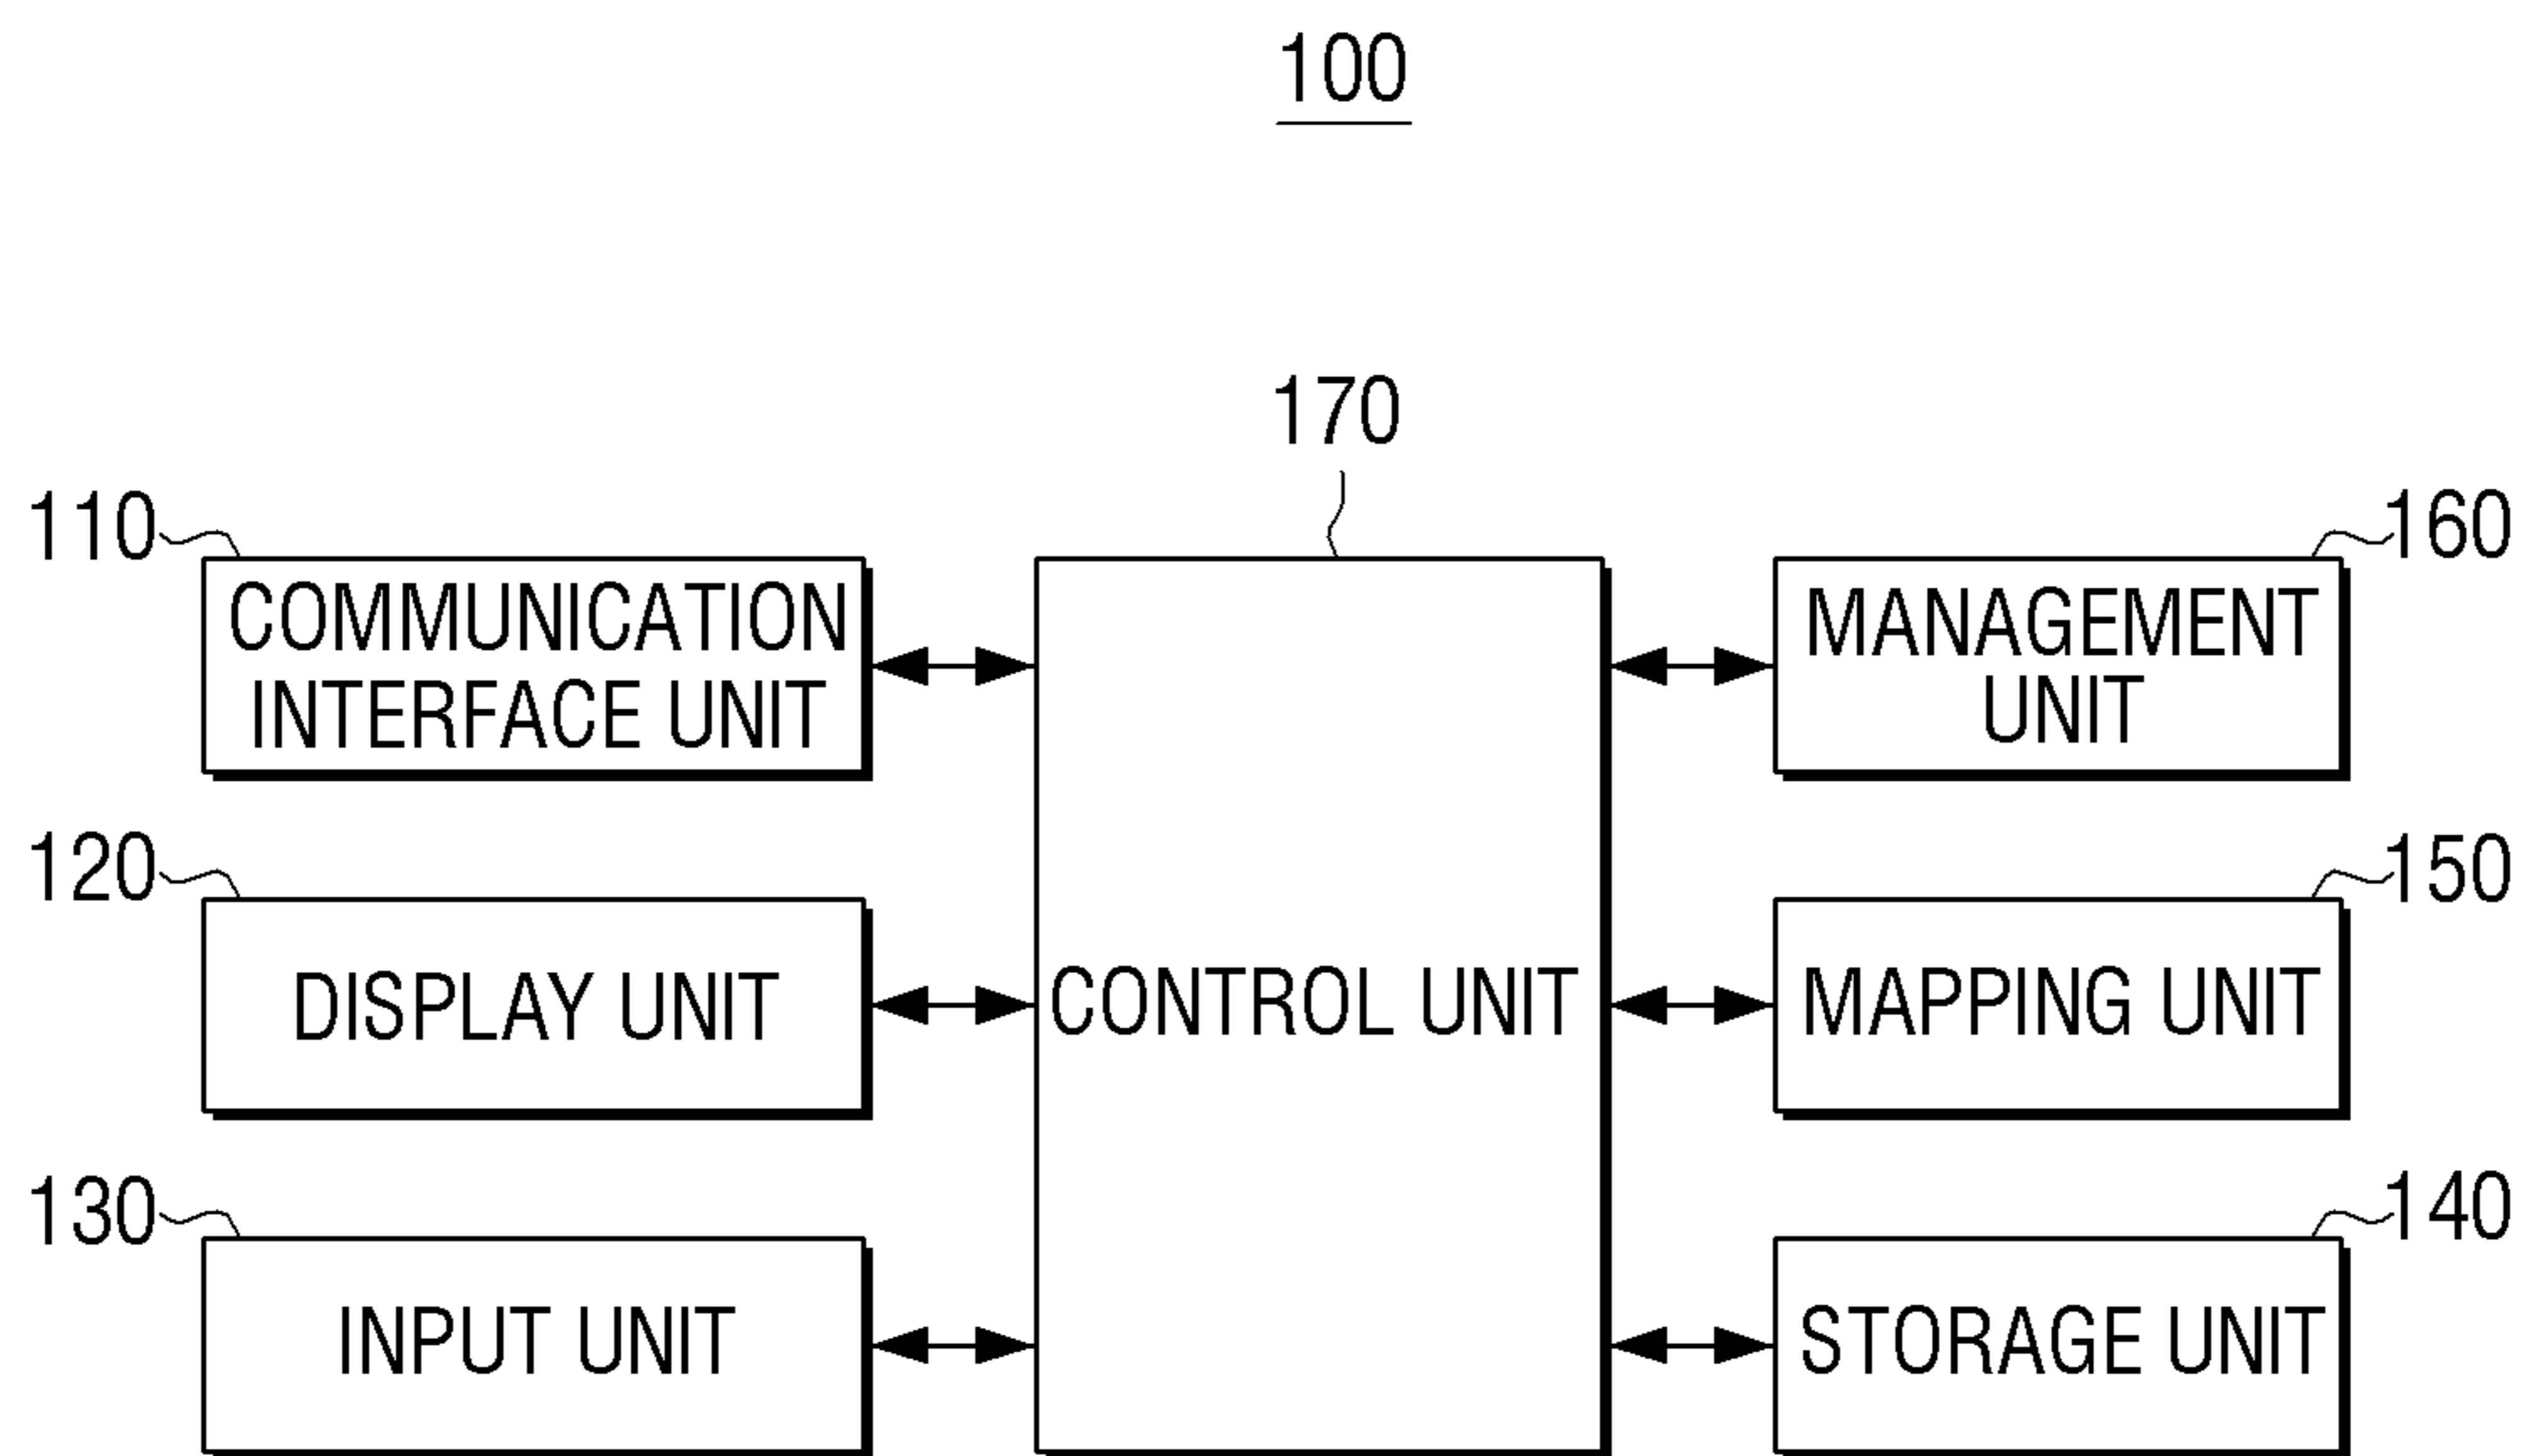 100
170
110
160
COMMUNICATION
INTERFACE UNIT
MANAGEMENT
UNIT
120
150
DISPLAY UNIT
CONTROL UNIT
MAPPING UNIT
130
140
INPUT UNIT
STORAGE UNIT